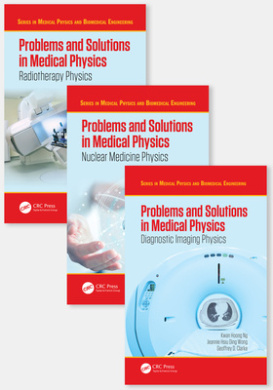 SERIES IN MEDICAL PHYSICS AND BIOMEDICAL ENGINEERING
Problems and Solutions
in Medical Physics
Radiotherapy Physics
CRC Press
SERIES IN MEDICAL PHYSICS AND BIOMEDICAL ENGINEERING
Problems and Solutions
in Medical Physics
Nuclear Medicine Physics
CRC Press
SERIES IN MEDICAL PHYSICS AND BIOMEDICAL ENGINEERING
Problems and Solutions
in Medical Physics
Diagnostic Imaging Physics
Kwan Hoong Ng
Jeannie Hsiu Ding Wong
Geoffrey D. Clarke
CRC Press